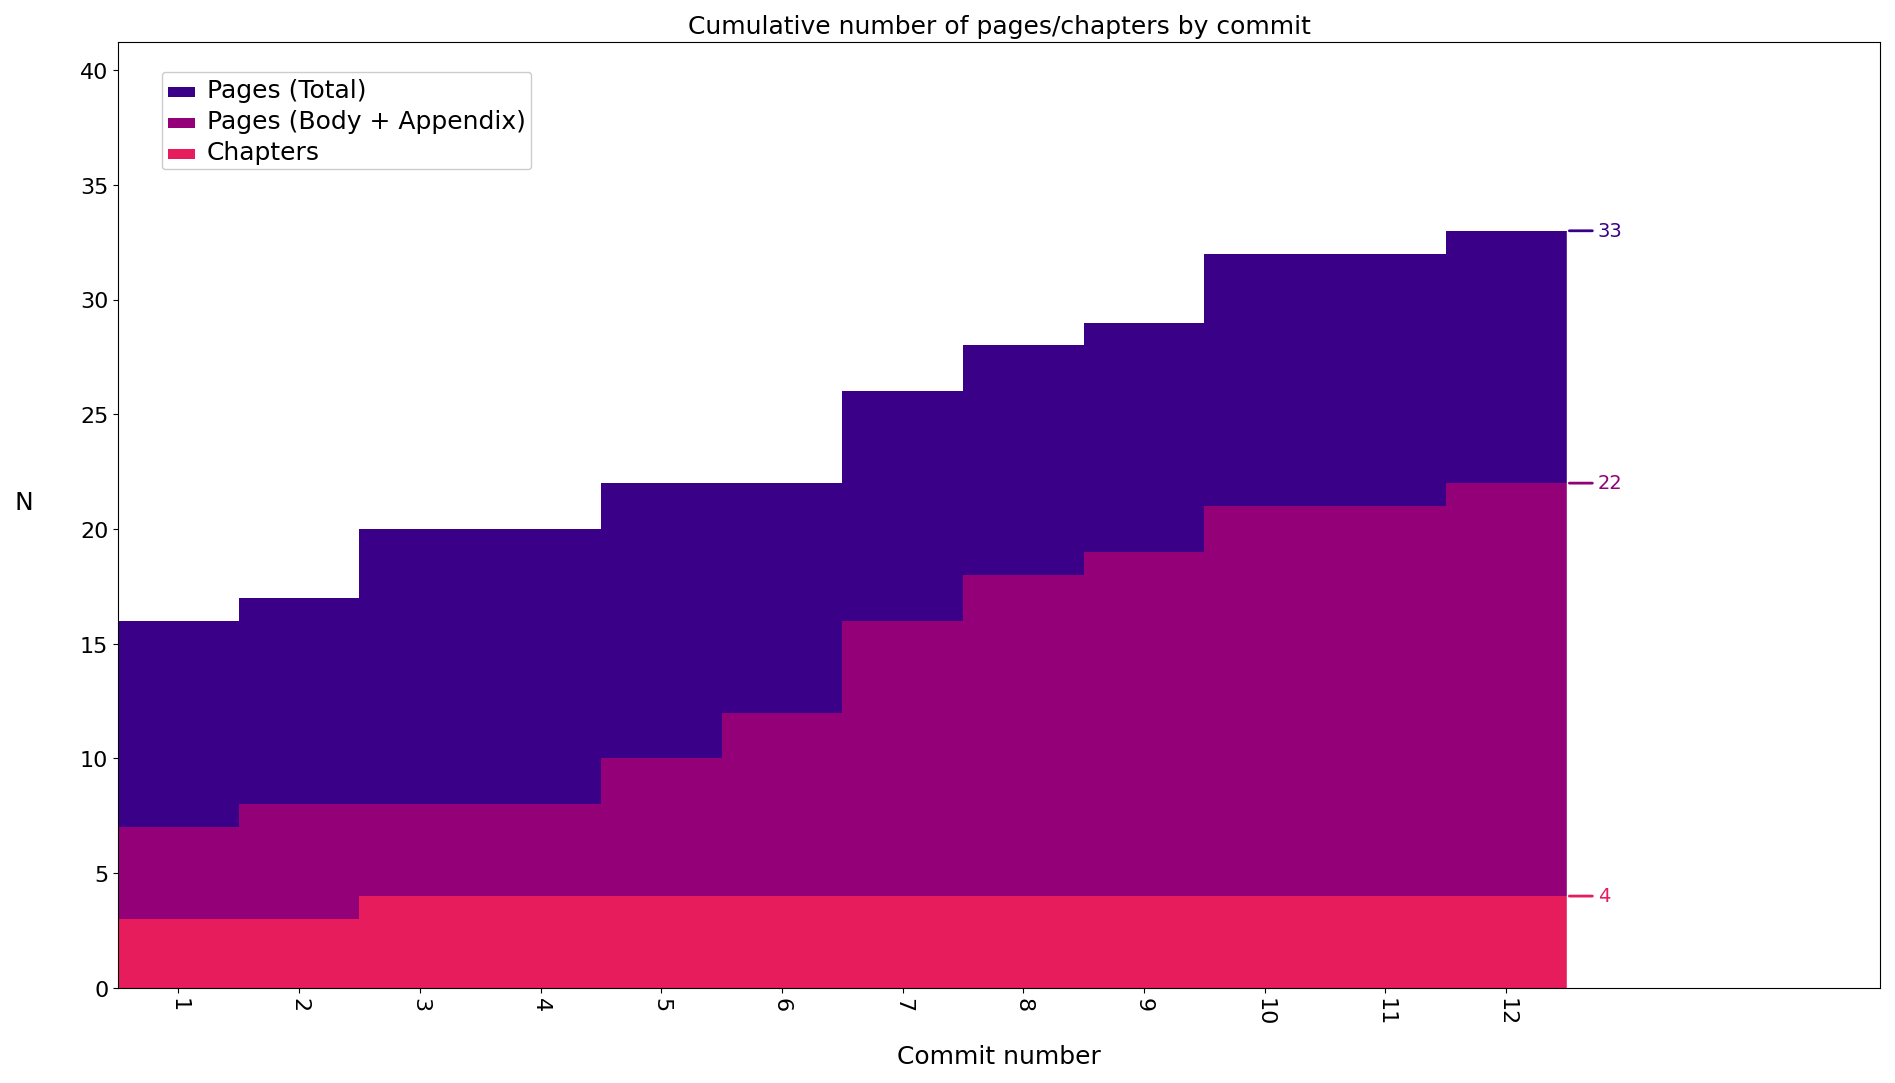 Cumulative number of pages/chapters by commit
40
35
30
25
20
15
10
5
0
N
Pages (Total)
Pages (Body + Appendix)
Chapters
33
22
4
1 2 3 4 5 6 7 8 9 10 11 12
Commit number